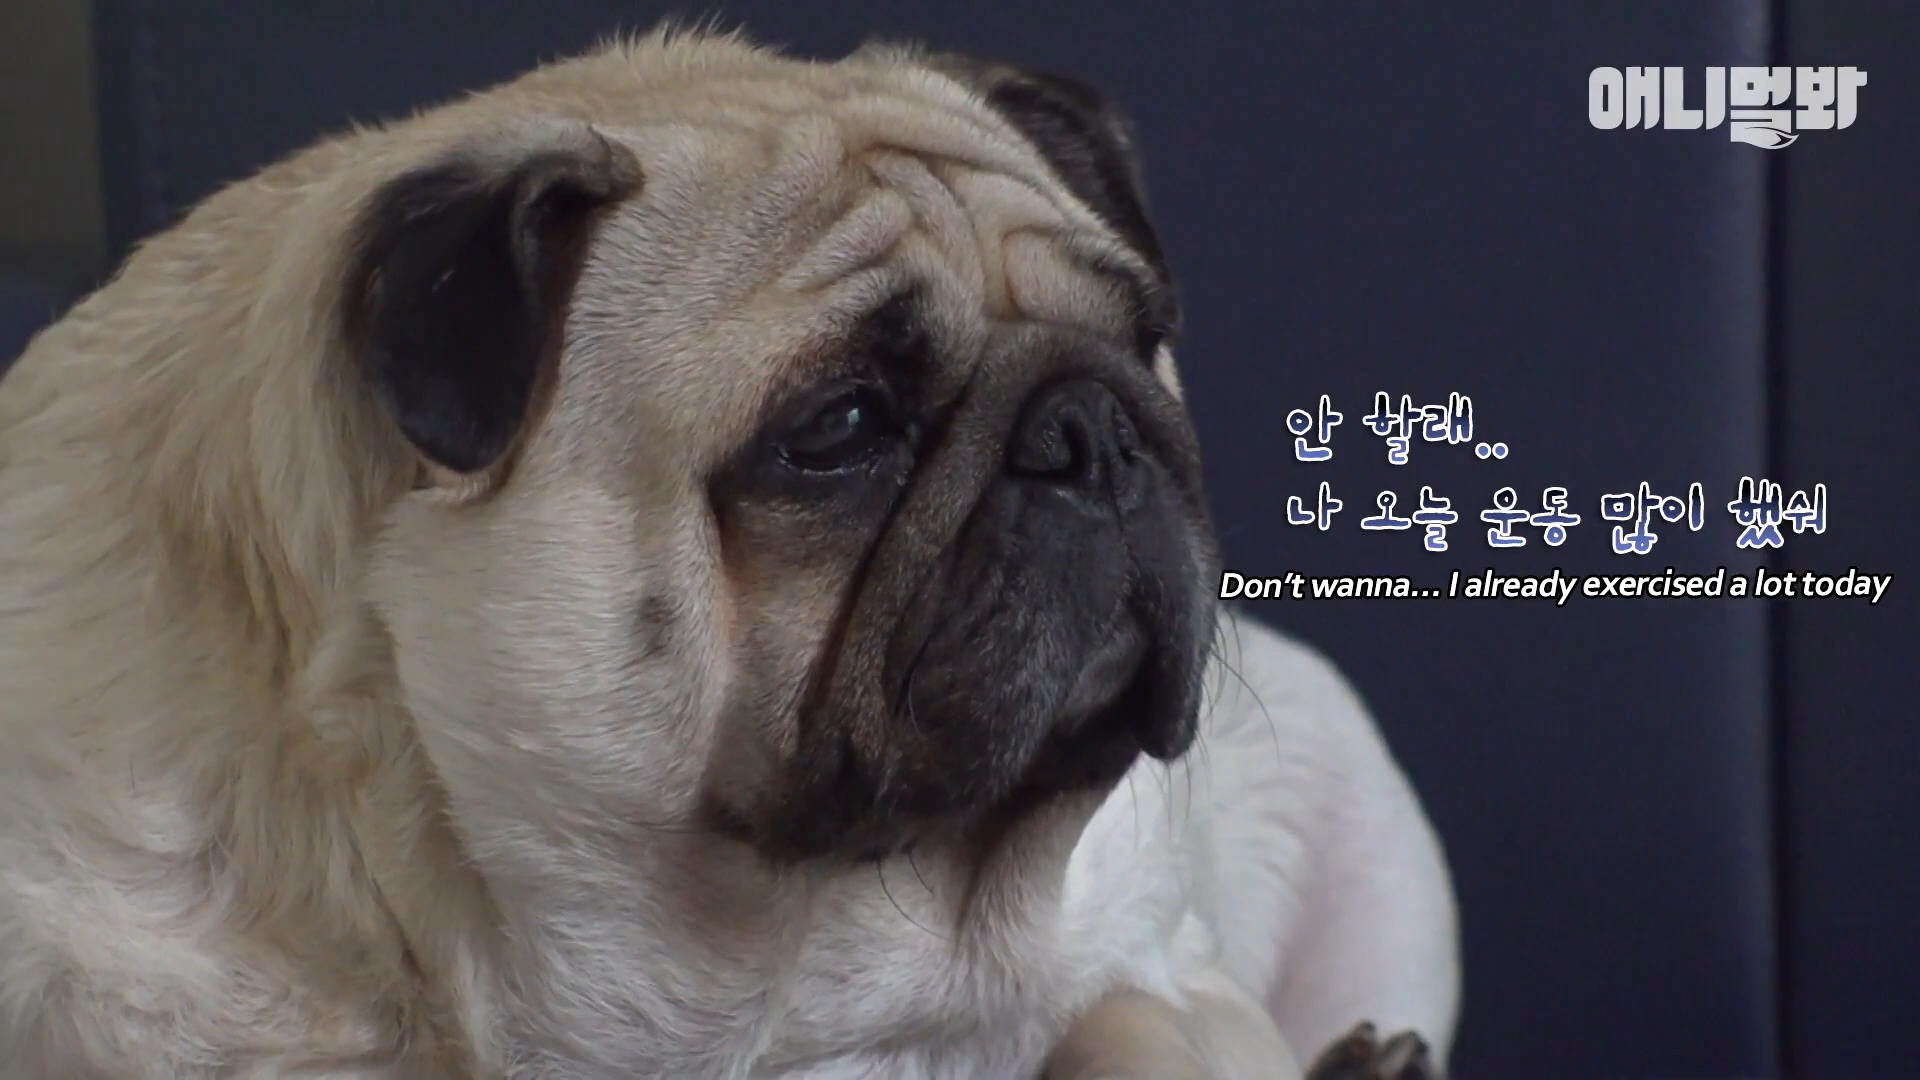 애니멀봐
안 할래..
나 오늘 운동 많이 했숴
Don't wanna... I already exercised a lot today